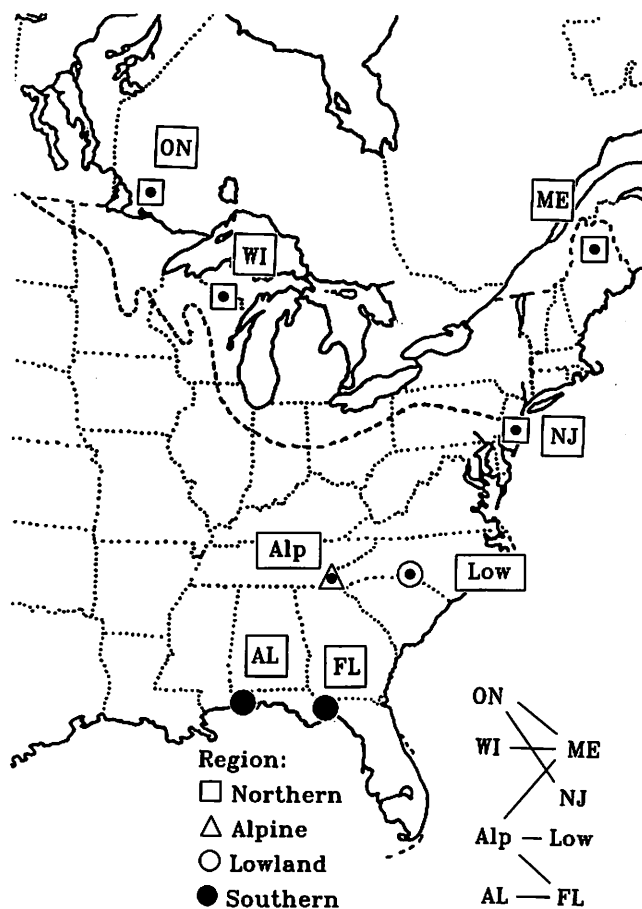 ON
ME
WI
NJ
Alp
Low
AL
FL
Region:
Northern
Alpine
Lowland
Southern
ON
WI ME
NJ
Alp Low
AL FL